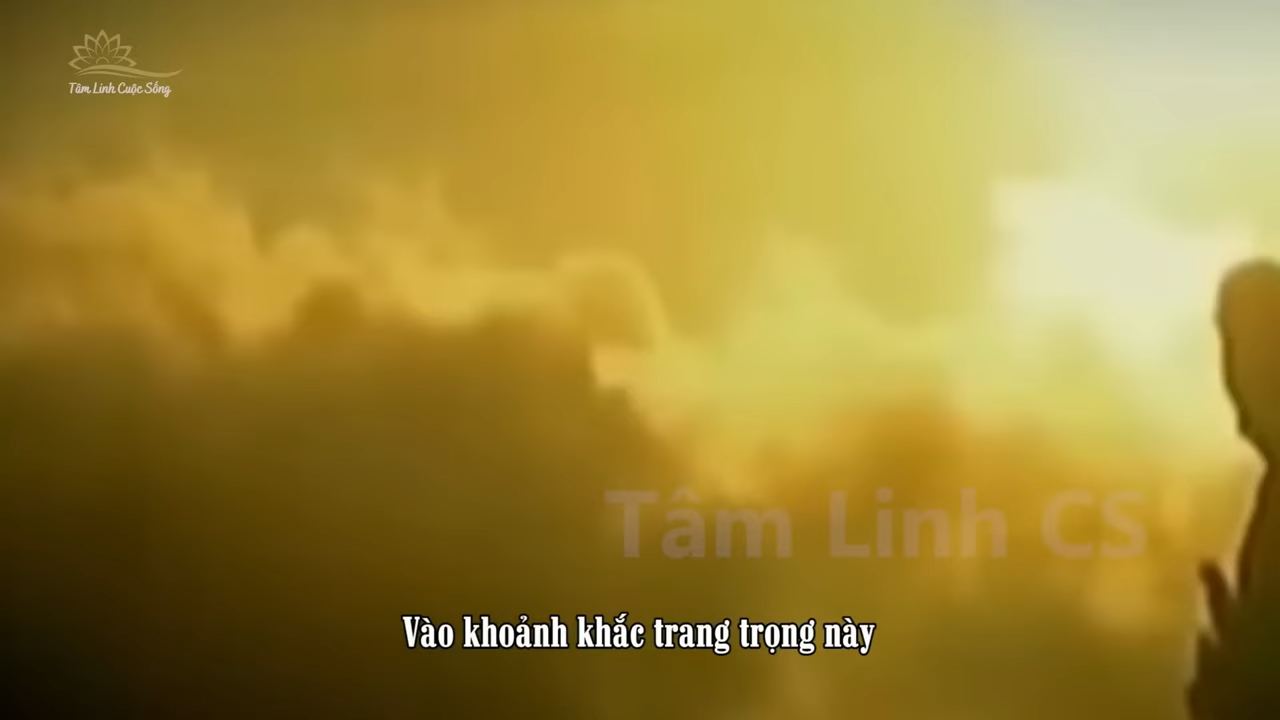 Tâm Linh Cuộc Sống
Tâm Linh CS
Vào khoảnh khắc trang trọng này